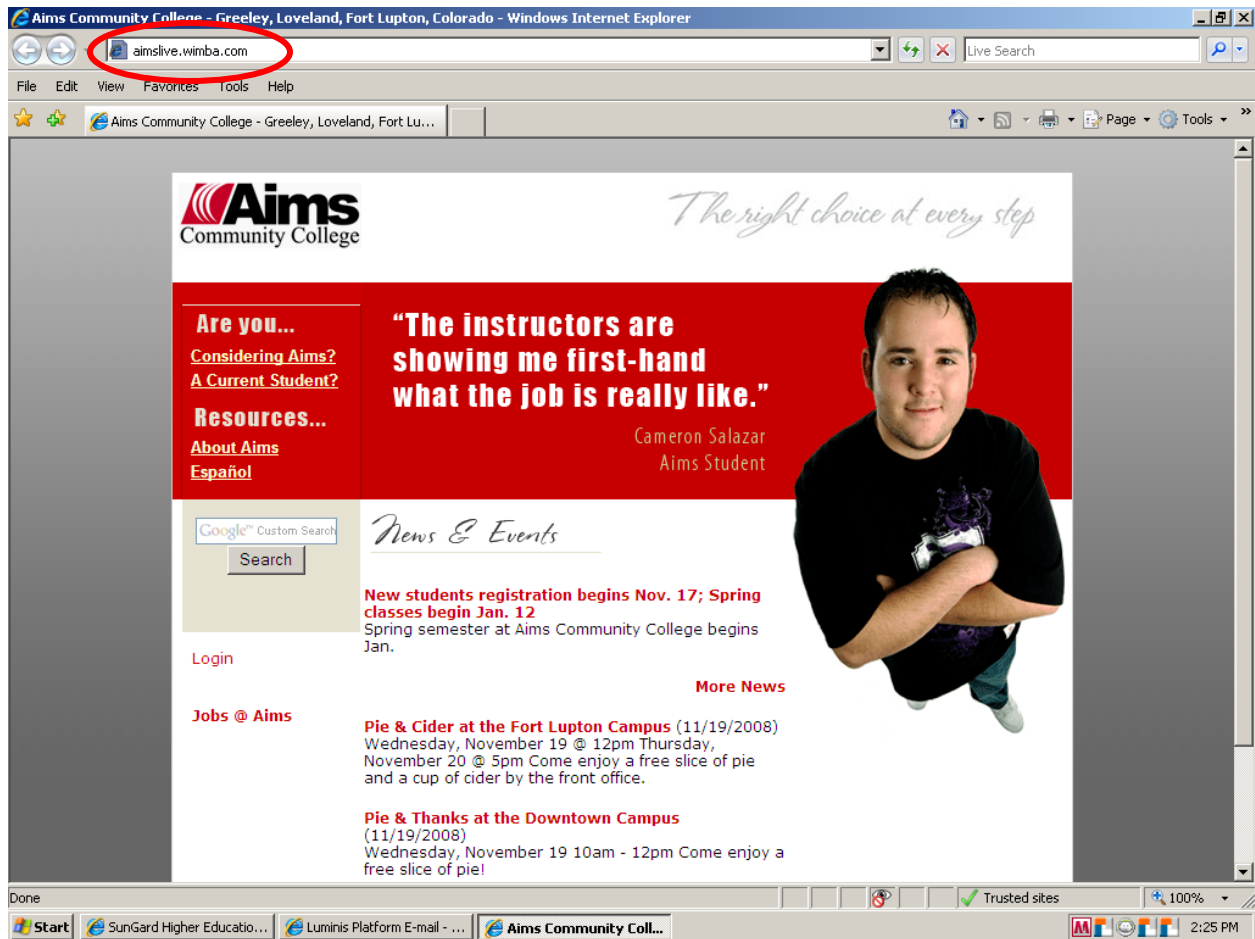 Aims Community College - Greeley, Loveland, Fort Lupton, Colorado - Windows Internet Explorer
aimslive.wimba.com
Live Search
File Edit View Favorites Tools Help
Aims Community College - Greeley, Loveland, Fort Lu...
Page Tools
Aims
Community College
The right choice at every step
Are you...
Considering Aims?
A Current Student?
Resources...
About Aims
Español
“The instructors are
showing me first-hand
what the job is really like.”
Cameron Salazar
Aims Student
Google™ Custom Search
Search
Login
Jobs @ Aims
News & Events
New students registration begins Nov. 17; Spring
classes begin Jan. 12
Spring semester at Aims Community College begins
Jan.
More News
Pie & Cider at the Fort Lupton Campus (11/19/2008)
Wednesday, November 19 @ 12pm Thursday,
November 20 @ 5pm Come enjoy a free slice of pie
and a cup of cider by the front office.
Pie & Thanks at the Downtown Campus
(11/19/2008)
Wednesday, November 19 10am - 12pm Come enjoy a
free slice of pie!
Done
Trusted sites
100%
Start
SunGard Higher Educatio...
Luminis Platform E-mail - ...
Aims Community Coll...
M
2:25 PM